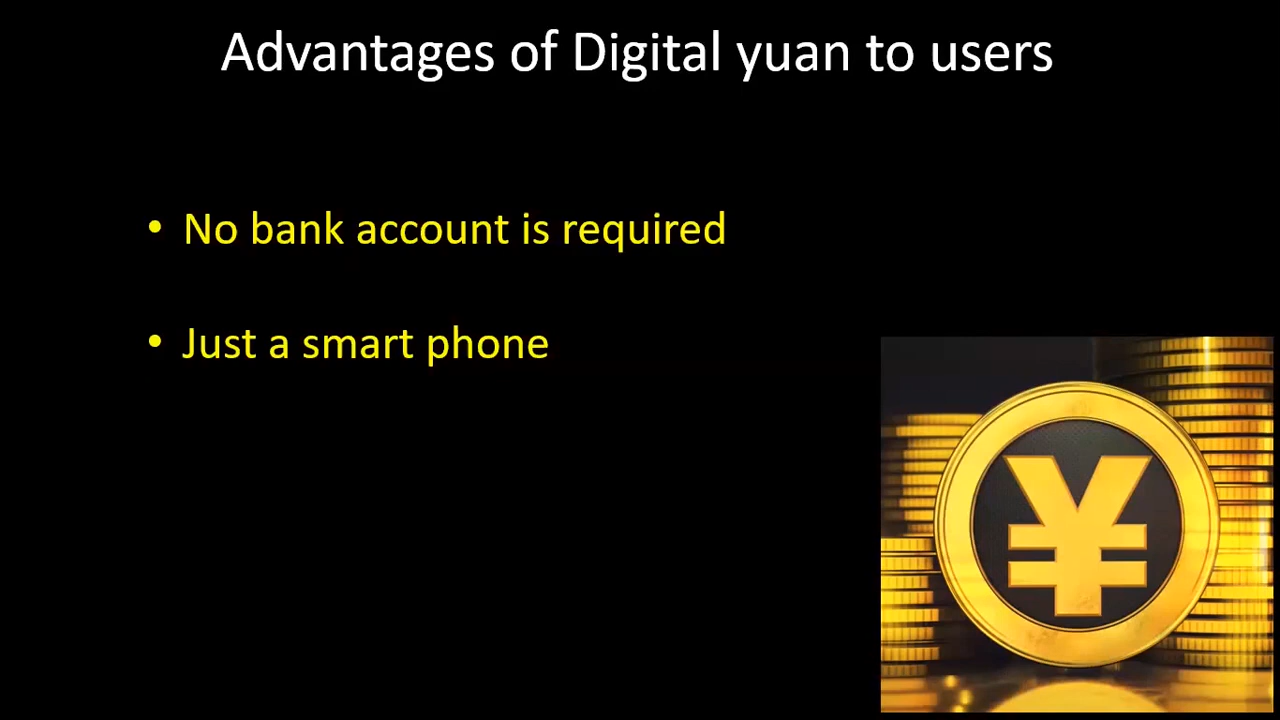 Advantages of Digital yuan to users
• No bank account is required
• Just a smart phone
¥